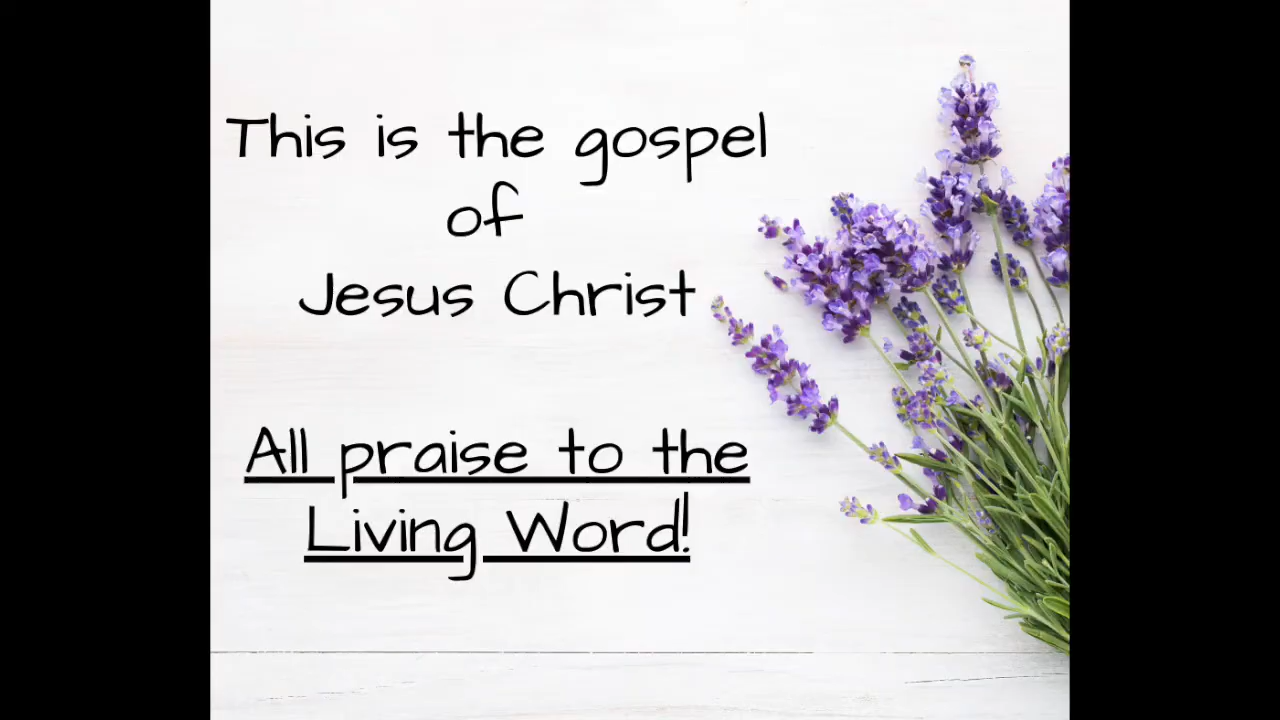 This is the gospel
of
Jesus Christ
All praise to the
Living Word!